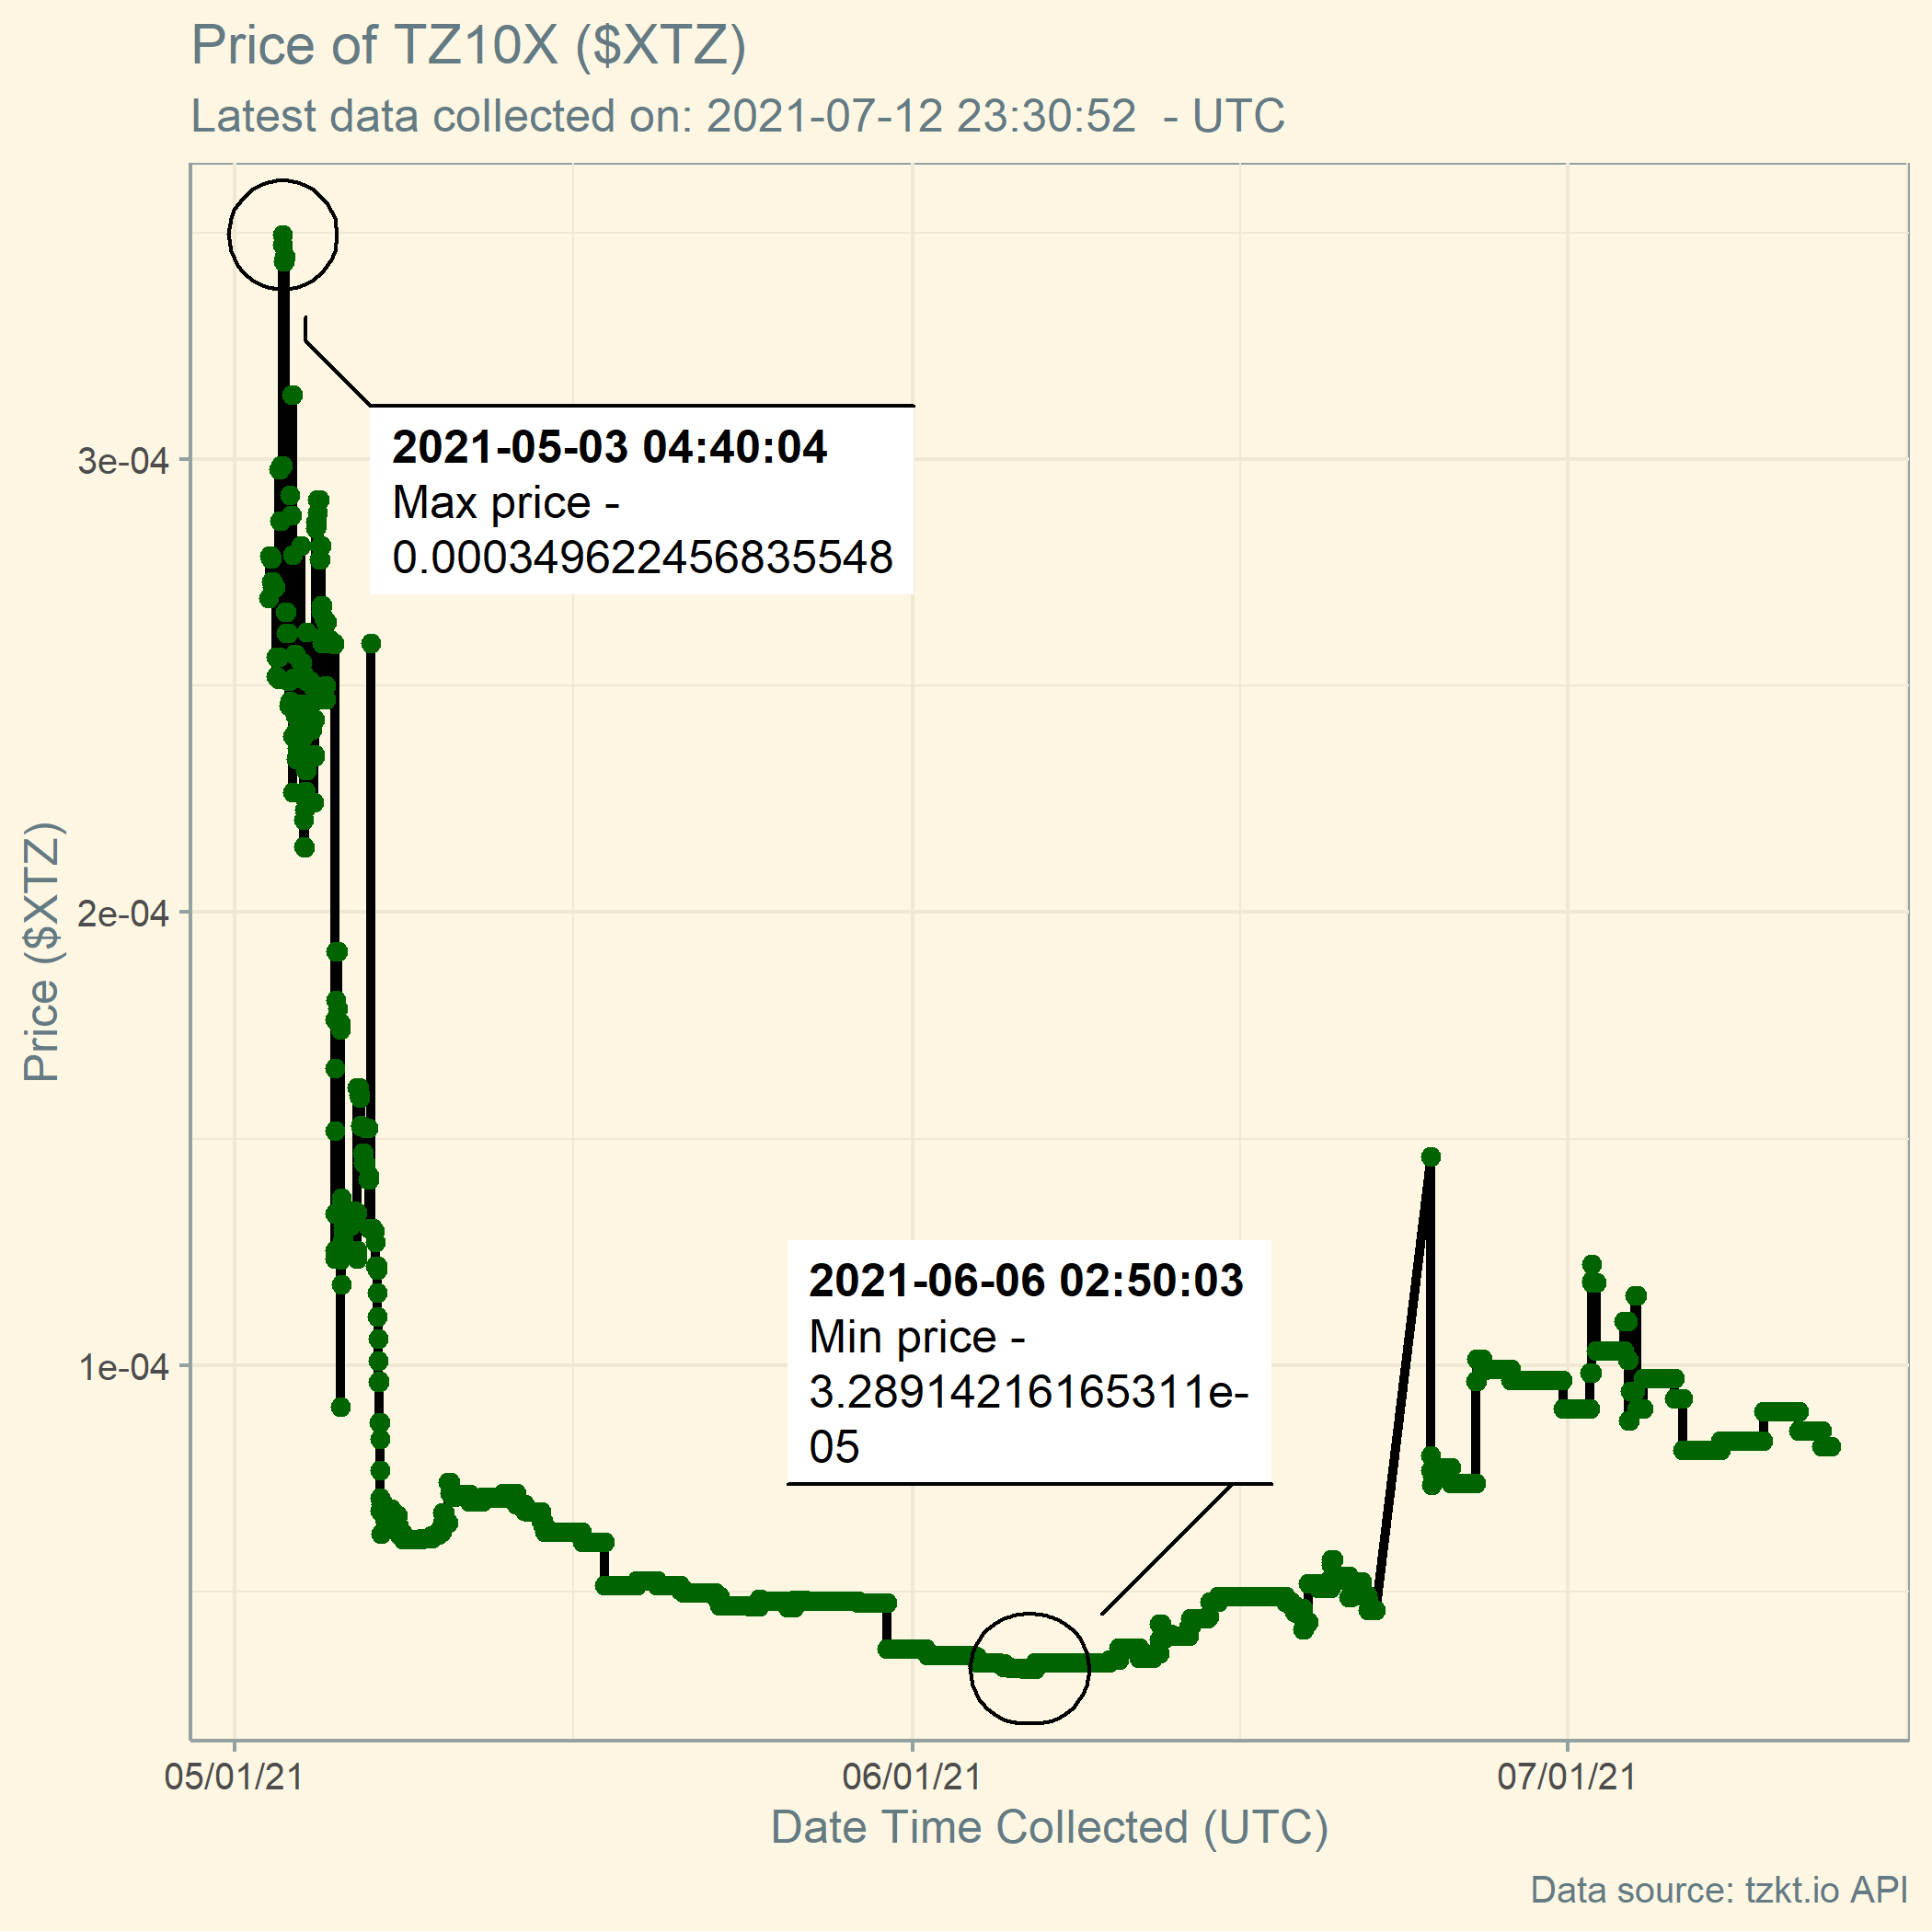 Price of TZ10X ($XTZ)
Latest data collected on: 2021-07-12 23:30:52  - UTC
2021-05-03 04:40:04
Max price -
0.000349622456835548
3e-04
2e-04
1e-04
Price ($XTZ)
2021-06-06 02:50:03
Min price -
3.28914216165311e-
05
05/01/21
06/01/21
07/01/21
Date Time Collected (UTC)
Data source: tzkt.io API